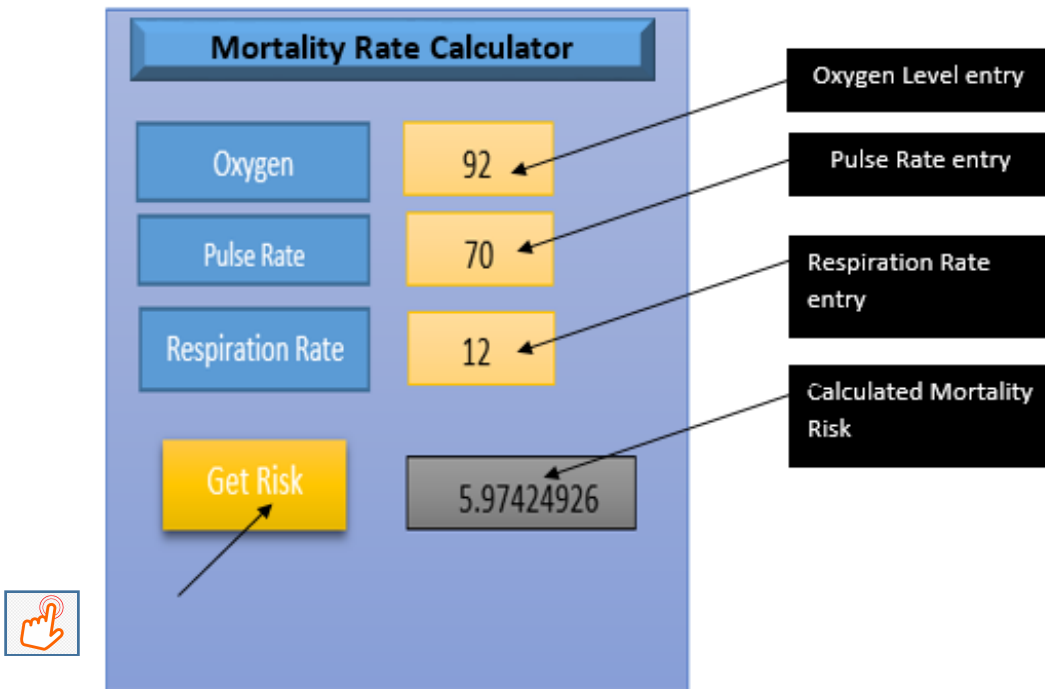 Mortality Rate Calculator
Oxygen Level entry
Oxygen
92
Pulse Rate entry
Pulse Rate
70
Respiration Rate
entry
Respiration Rate
12
Calculated Mortality
Risk
Get Risk
5.97424926